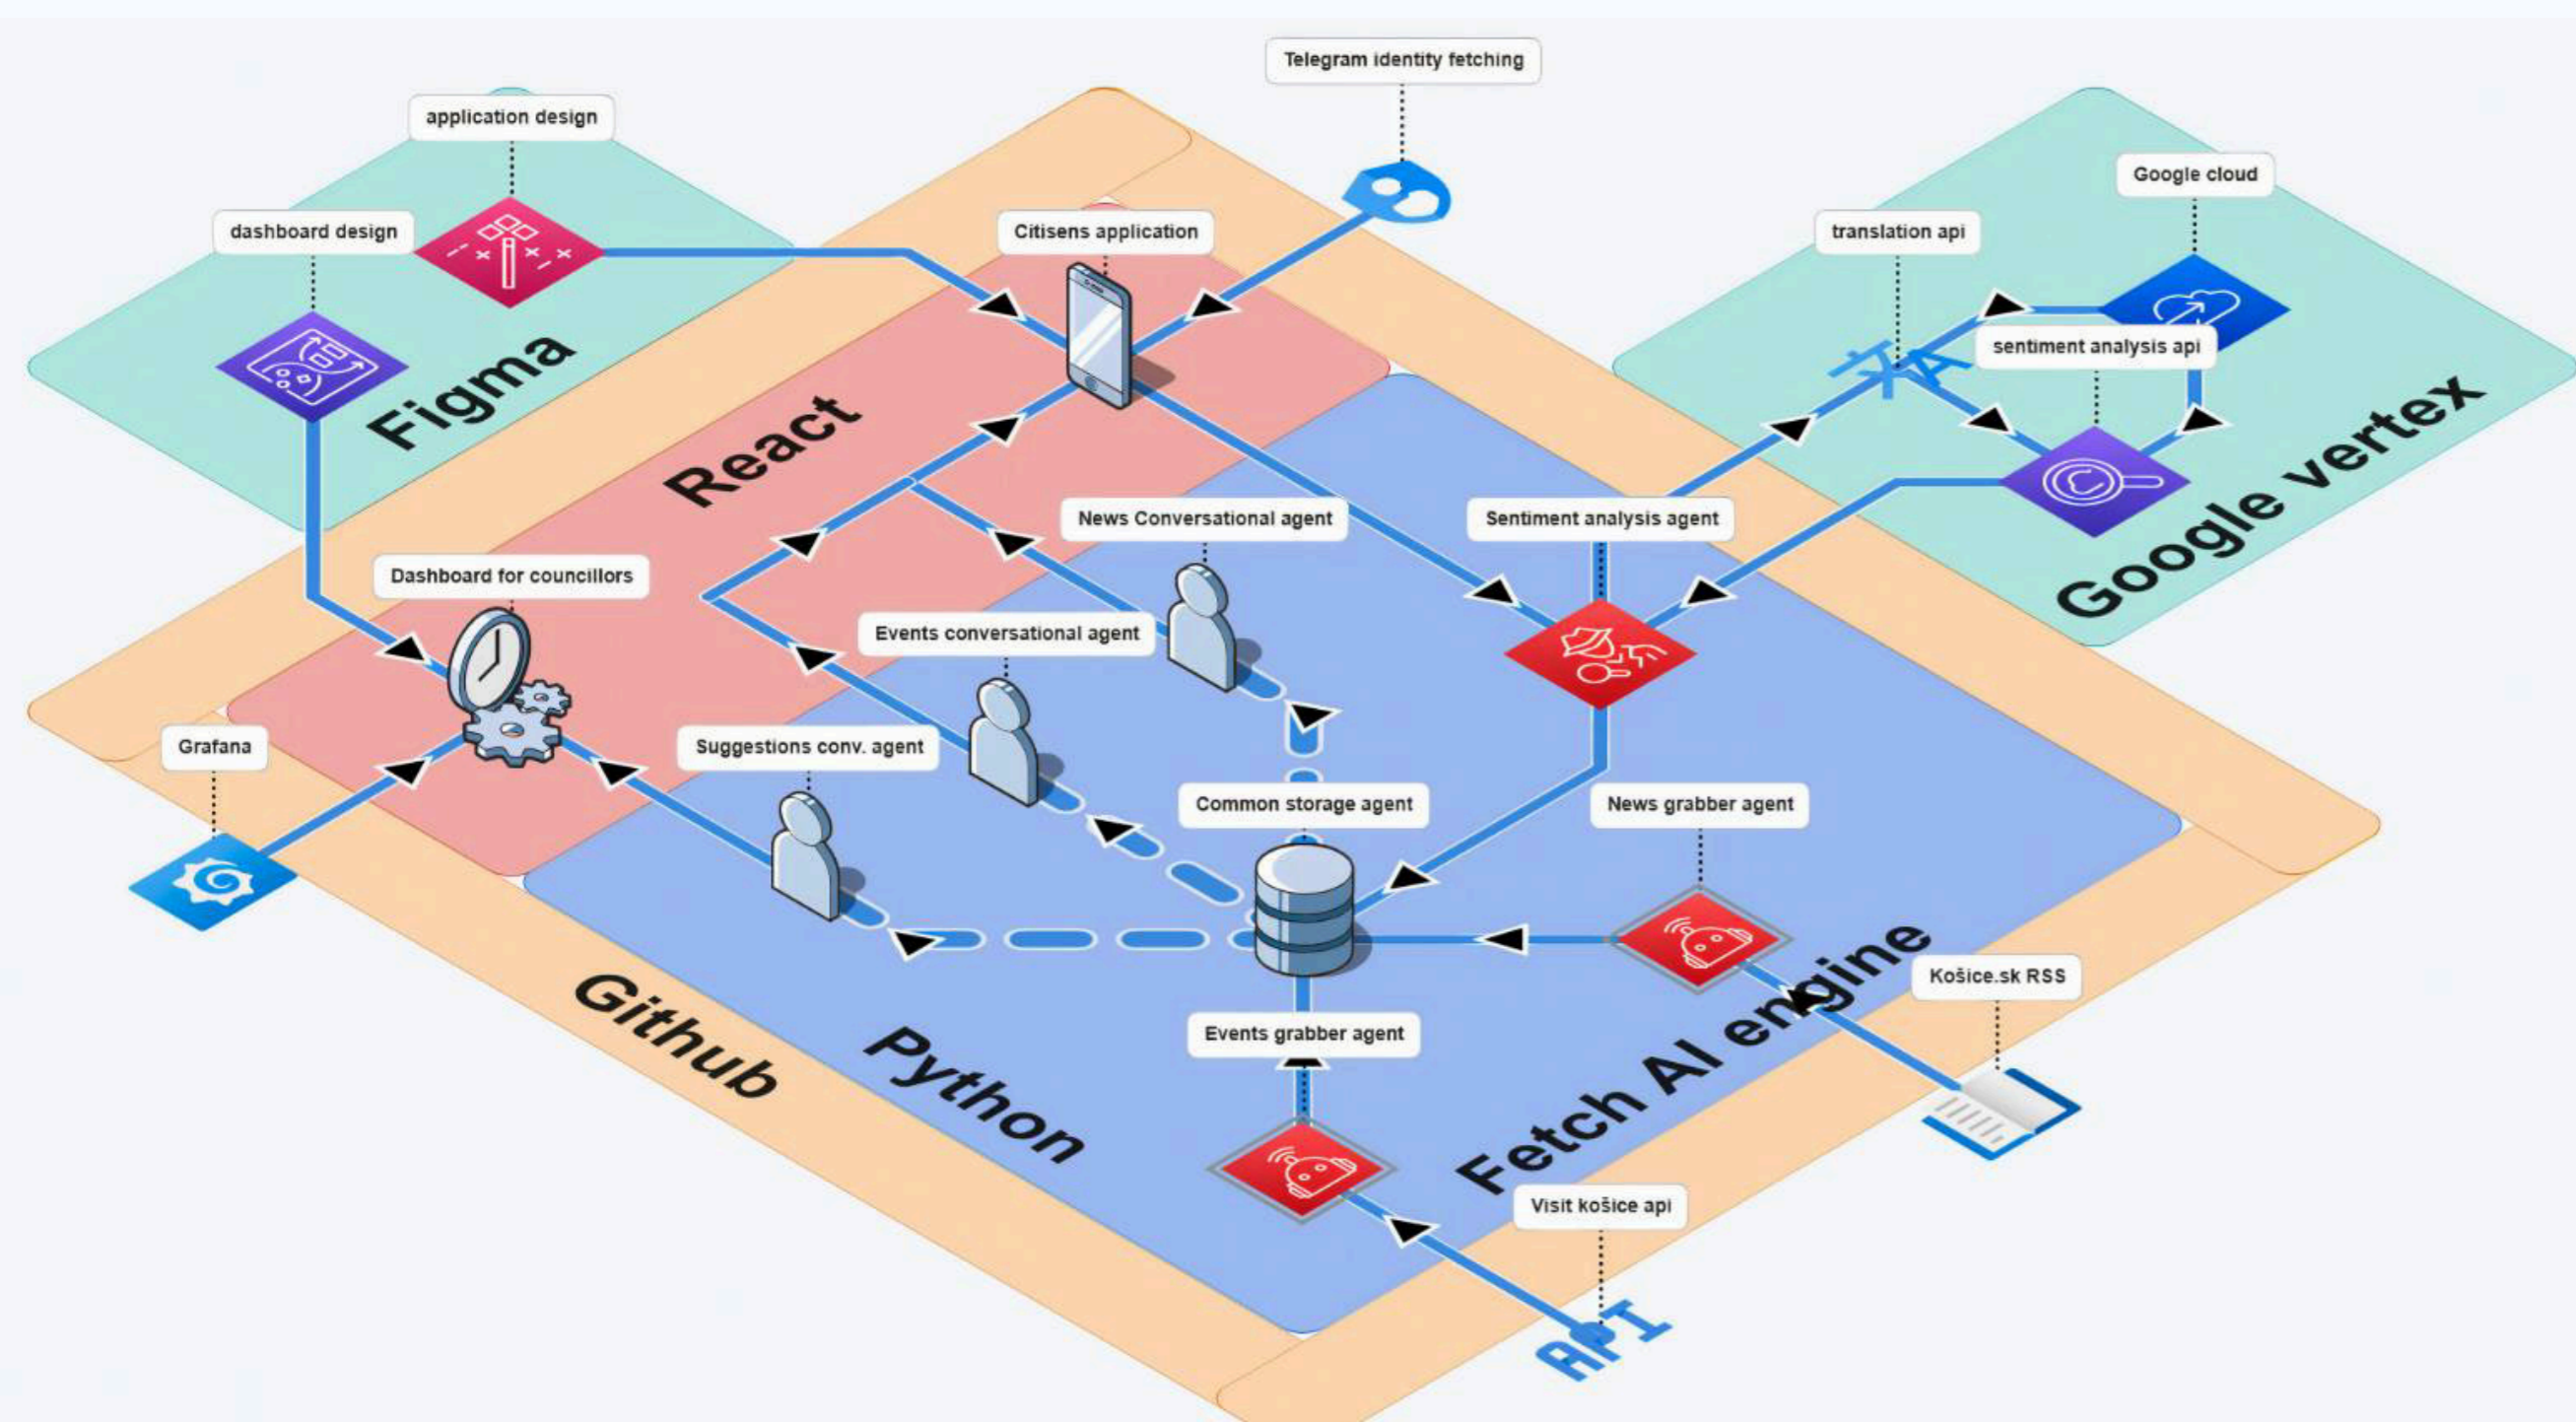 Telegram identity fetching
application design
Google cloud
dashboard design
Citisens application
translation api
sentiment analysis api
Figma
React
Google vertex
News Conversational agent
Sentiment analysis agent
Dashboard for councillors
Events conversational agent
Grafana
Suggestions conv. agent
Common storage agent
News grabber agent
Košice.sk RSS
Github
Python
Events grabber agent
Fetch AI engine
Visit košice api
API